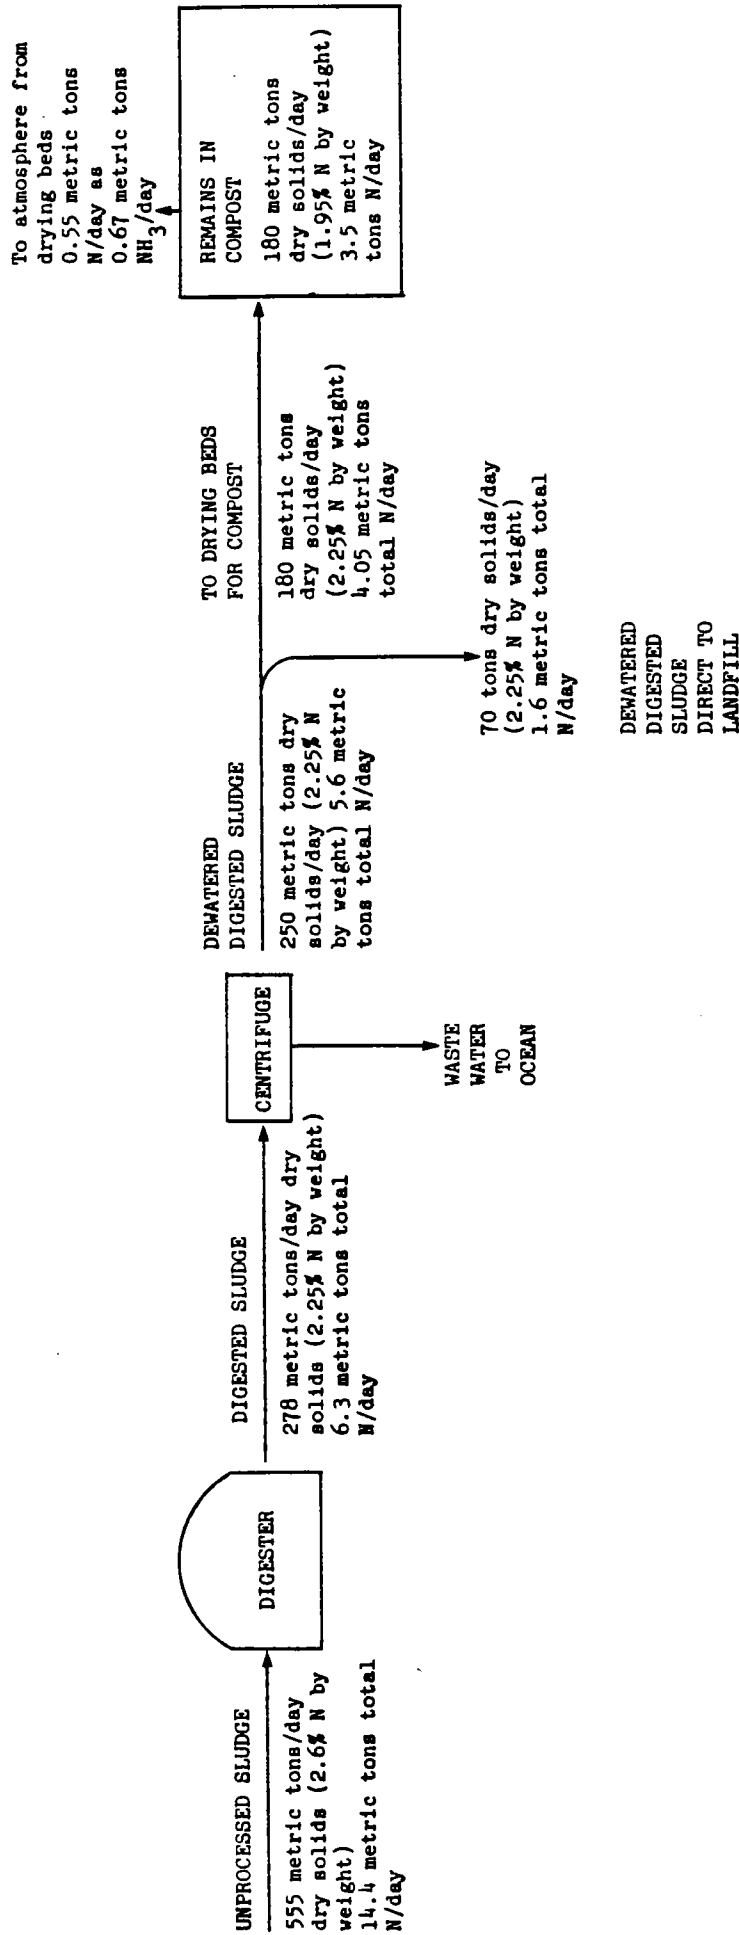 UNPROCESSED SLUDGE
555 metric tons/day
dry solids (2.6% N by
weight)
14.4 metric tons total
N/day
DIGESTER
DIGESTED SLUDGE
278 metric tons/day dry
solids (2.25% N by weight)
6.3 metric tons total
N/day
CENTRIFUGE
WASTE
WATER
TO
OCEAN
DEWATERED
DIGESTED SLUDGE
250 metric tons dry
solids/day (2.25% N
by weight) 5.6 metric
tons total N/day
70 tons dry solids/day
(2.25% N by weight)
1.6 metric tons total
N/day
DEWATERED
DIGESTED
SLUDGE
DIRECT TO
LANDFILL
TO DRYING BEDS
FOR COMPOST
180 metric tons
dry solids/day
(2.25% N by weight)
4.05 metric tons
total N/day
To atmosphere from
drying beds
0.55 metric tons
N/day as
0.67 metric tons
NH3/day
REMAINS IN
COMPOST
180 metric tons
dry solids/day
(1.95% N by weight)
3.5 metric
tons N/day